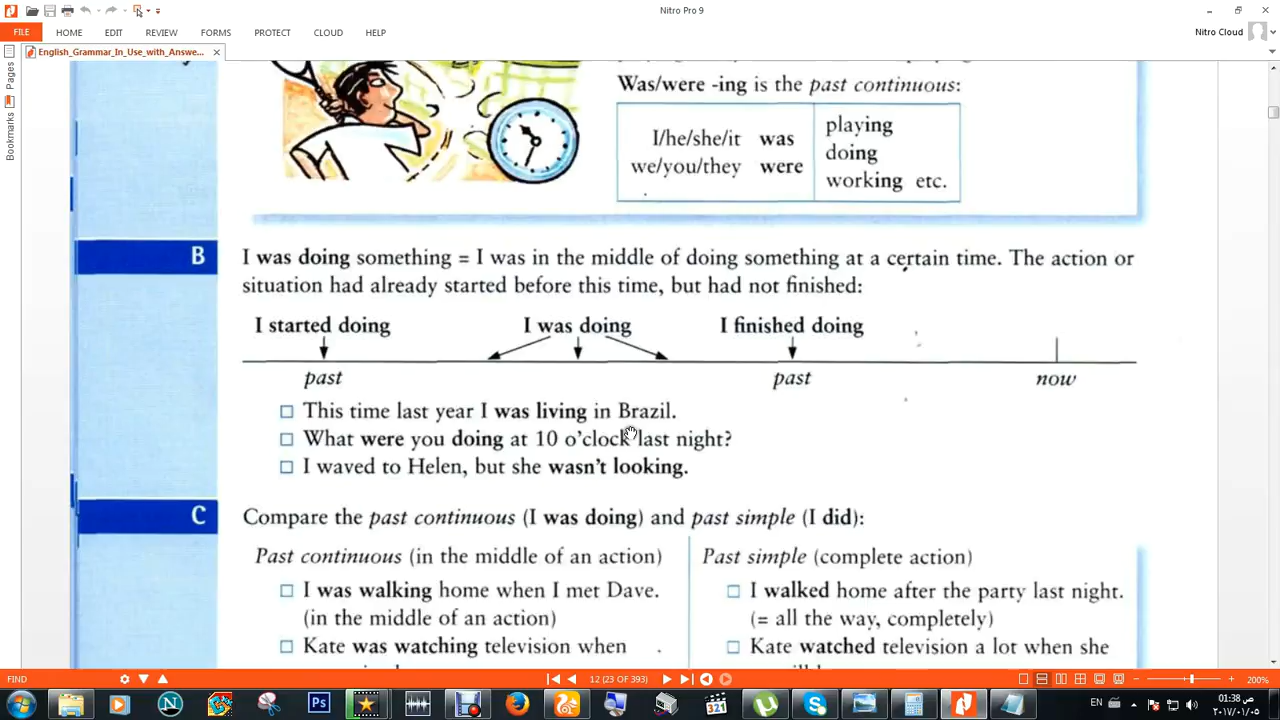 Nitro Pro 9
FILE HOME EDIT REVIEW FORMS PROTECT CLOUD HELP
Nitro Cloud
English_Grammar_In_Use_with_Answe...
Pages
Bookmarks
Was/were -ing is the past continuous:
I/he/she/it was
we/you/they were
playing
doing
working etc.
B
I was doing something = I was in the middle of doing something at a certain time. The action or
situation had already started before this time, but had not finished:
I started doing I was doing I finished doing
past past now
This time last year I was living in Brazil.
What were you doing at 10 o'clock last night?
I waved to Helen, but she wasn't looking.
C
Compare the past continuous (I was doing) and past simple (I did):
Past continuous (in the middle of an action)
I was walking home when I met Dave.
(in the middle of an action)
Kate was watching television when
Past simple (complete action)
I walked home after the party last night.
(= all the way, completely)
Kate watched television a lot when she
FIND
12 (23 OF 393)
200%
Ps
321
EN
01:38 ص
٢٠١٧/٠١/٠٥